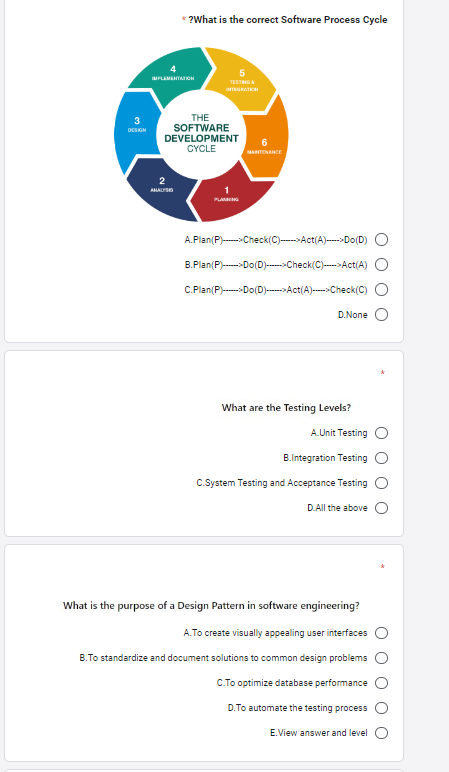 * ?What is the correct Software Process Cycle
4
IMPLEMENTATION
5
TESTING &
INTEGRATION
3
DESIGN
THE
SOFTWARE
DEVELOPMENT
CYCLE
6
MAINTENANCE
2
ANALYSIS
1
PLANNING
A.Plan(P)------>Check(C)------>Act(A)----->Do(D)
B.Plan(P)------>Do(D)------>Check(C)----->Act(A)
C.Plan(P)------>Do(D)------>Act(A)----->Check(C)
D.None
*
What are the Testing Levels?
A.Unit Testing
B.Integration Testing
C.System Testing and Acceptance Testing
D.All the above
*
What is the purpose of a Design Pattern in software engineering?
A.To create visually appealing user interfaces
B.To standardize and document solutions to common design problems
C.To optimize database performance
D.To automate the testing process
E.View answer and level